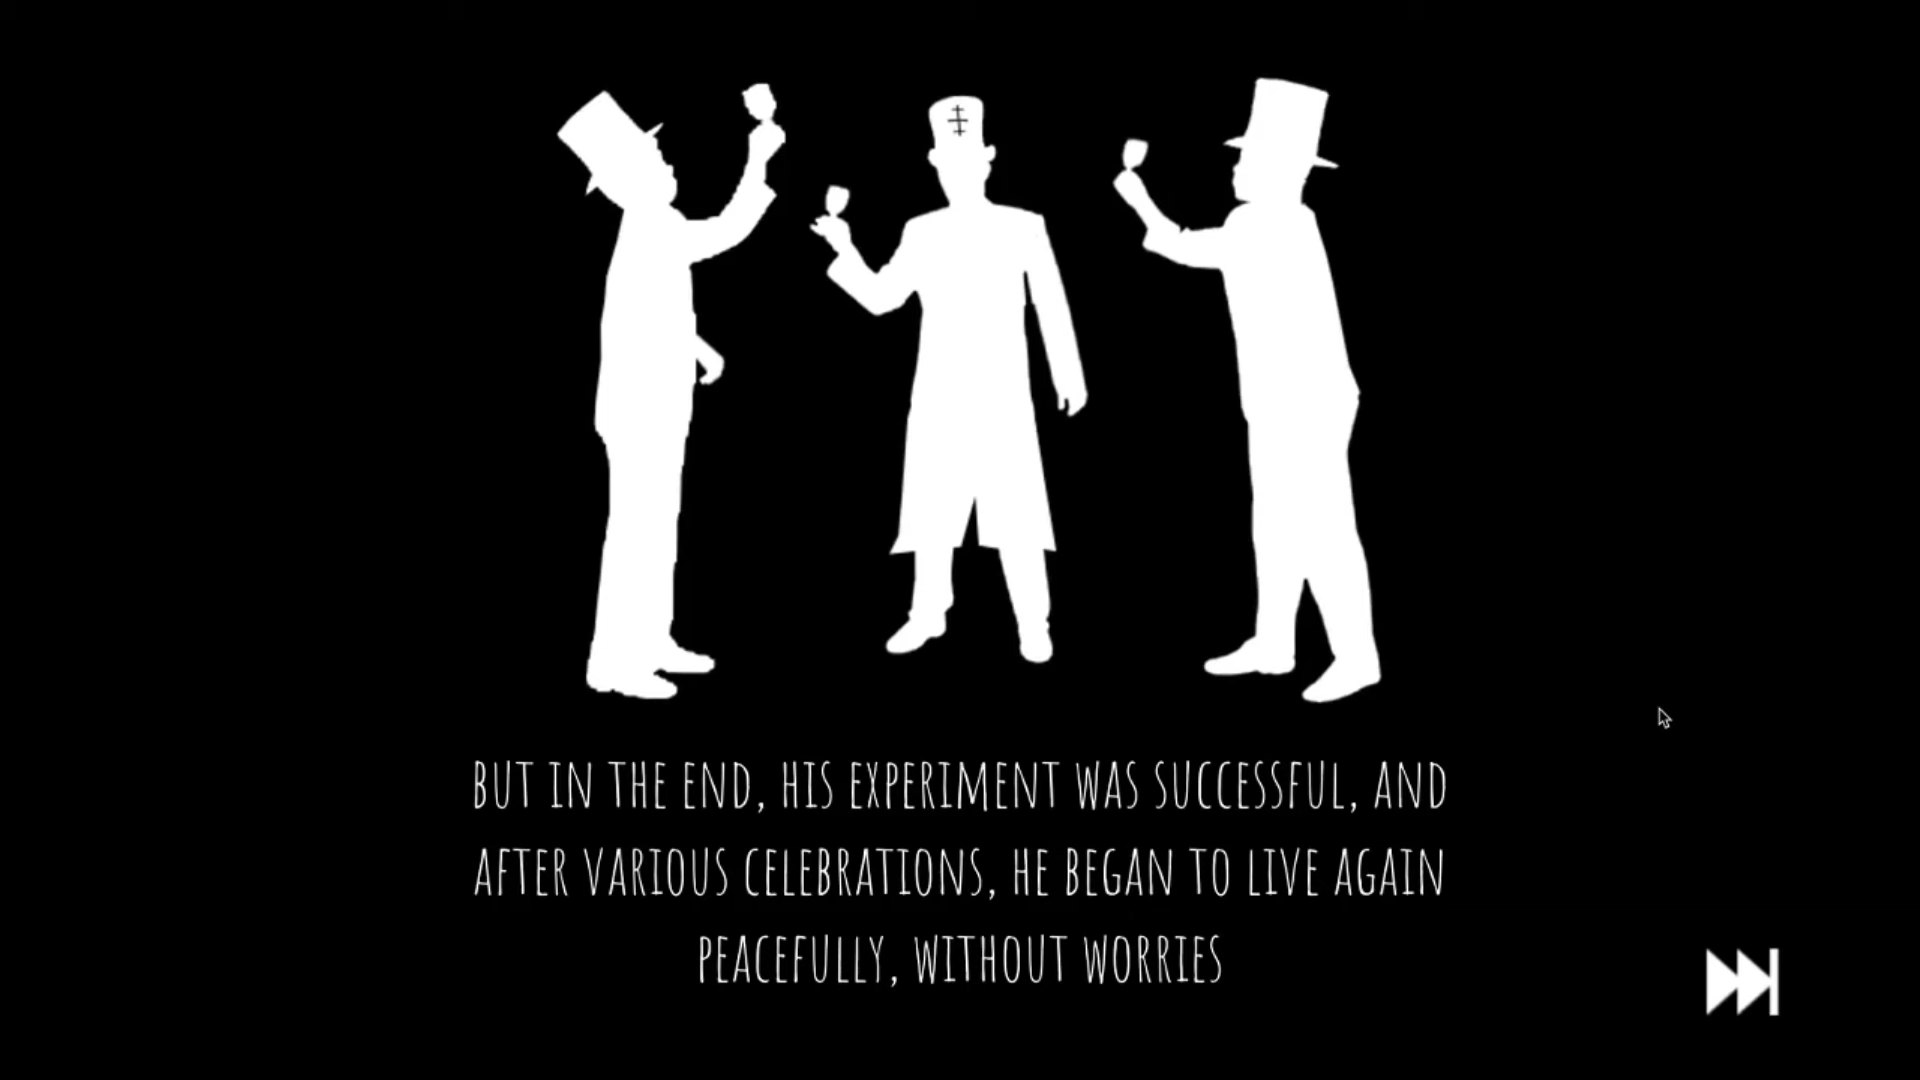 BUT IN THE END, HIS EXPERIMENT WAS SUCCESSFUL, AND
AFTER VARIOUS CELEBRATIONS, HE BEGAN TO LIVE AGAIN
PEACEFULLY, WITHOUT WORRIES